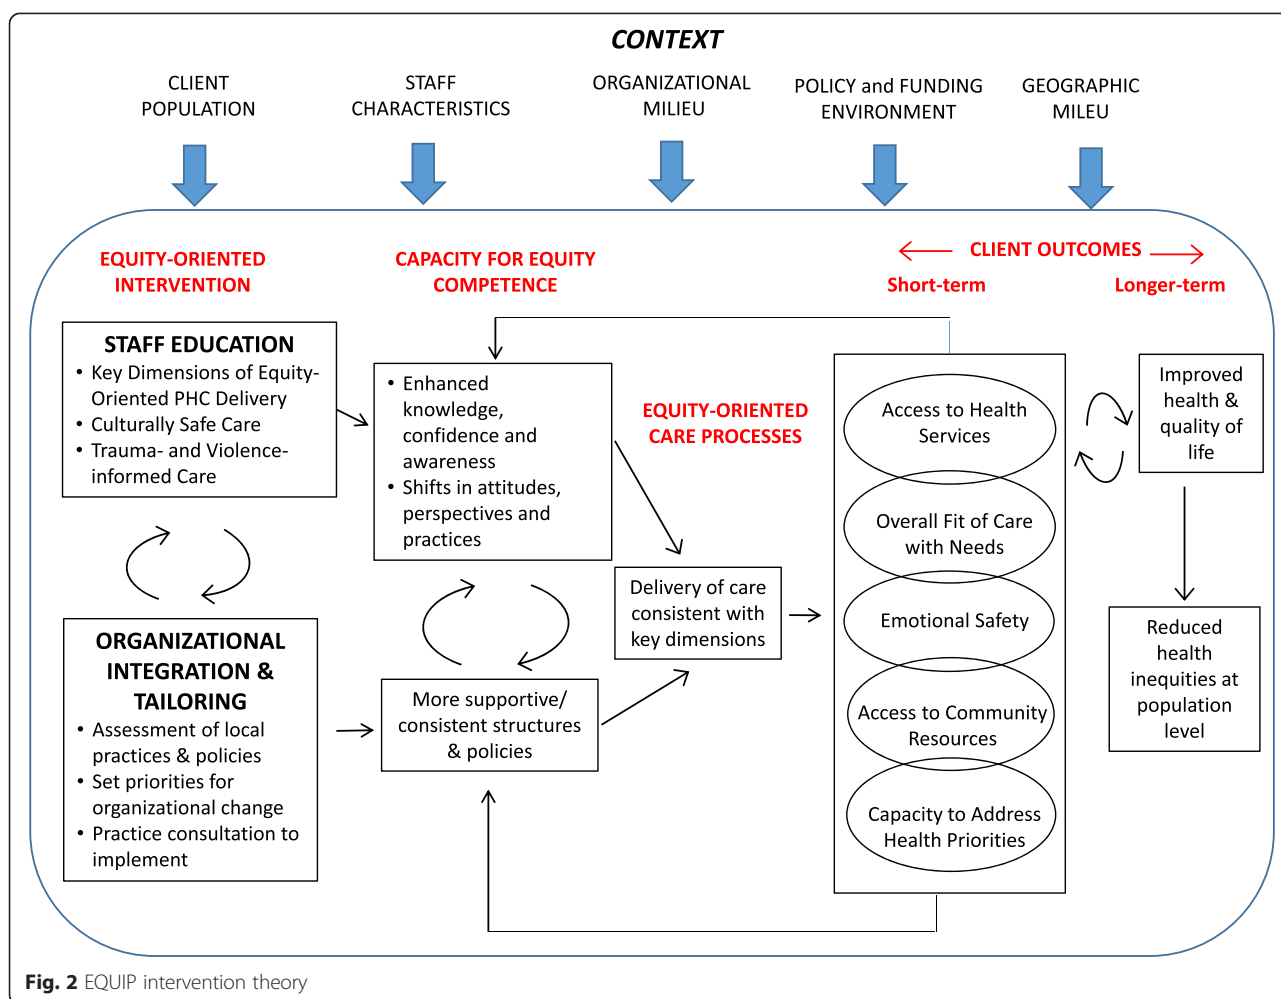 CONTEXT
CLIENT
POPULATION
STAFF
CHARACTERISTICS
ORGANIZATIONAL
MILIEU
POLICY and FUNDING
ENVIRONMENT
GEOGRAPHIC
MILEU
EQUITY-ORIENTED
INTERVENTION
CAPACITY FOR EQUITY
COMPETENCE
CLIENT OUTCOMES
Short-term
Longer-term
STAFF EDUCATION
• Key Dimensions of Equity-
Oriented PHC Delivery
• Culturally Safe Care
• Trauma- and Violence-
informed Care
ORGANIZATIONAL
INTEGRATION &
TAILORING
• Assessment of local
practices & policies
• Set priorities for
organizational change
• Practice consultation to
implement
• Enhanced
knowledge,
confidence and
awareness
• Shifts in attitudes,
perspectives and
practices
More supportive/
consistent structures
& policies
EQUITY-ORIENTED
CARE PROCESSES
Delivery of care
consistent with
key dimensions
Access to Health
Services
Overall Fit of Care
with Needs
Emotional Safety
Access to Community
Resources
Capacity to Address
Health Priorities
Improved
health &
quality of
life
Reduced
health
inequities at
population
level
Fig. 2 EQUIP intervention theory